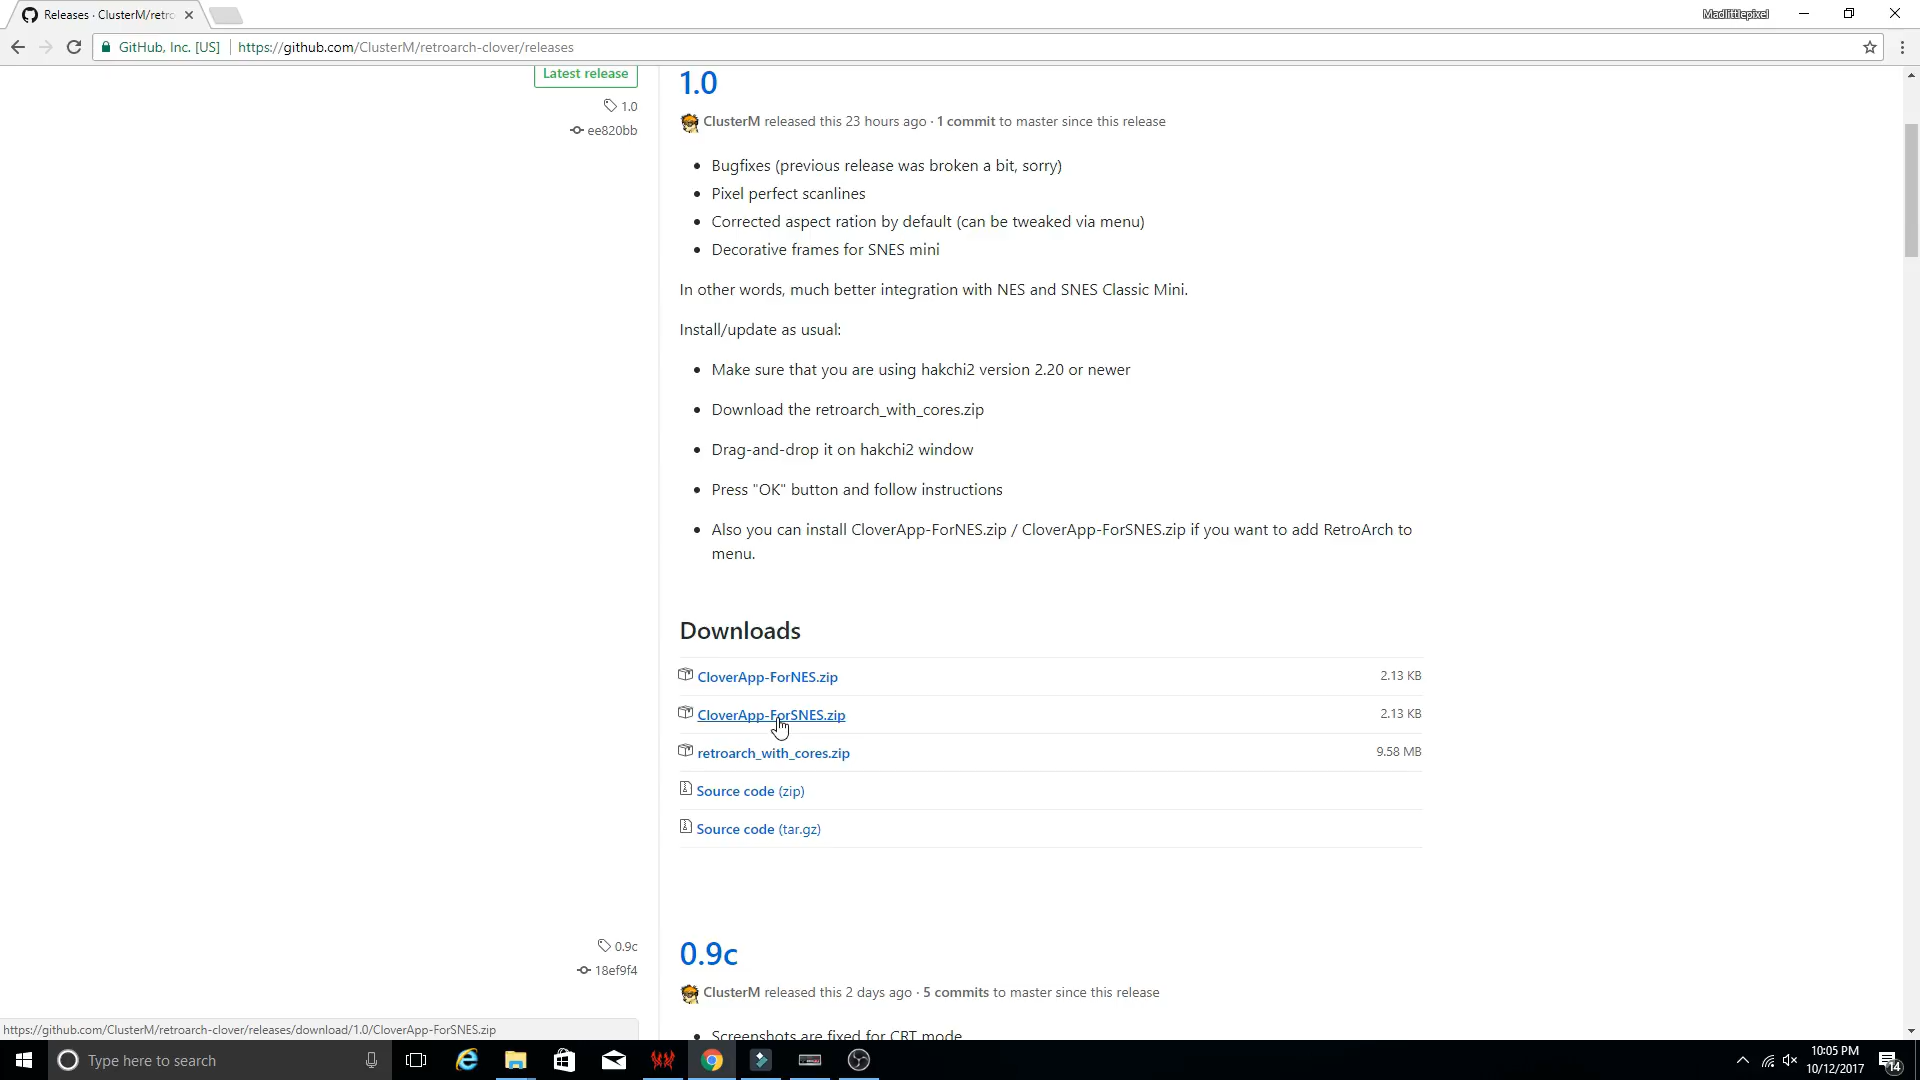 Releases · ClusterM/retro
Madlittlepixel
GitHub, Inc. [US]
https://github.com/ClusterM/retroarch-clover/releases
Latest release
1.0
ee820bb
1.0
ClusterM released this 23 hours ago · 1 commit to master since this release
Bugfixes (previous release was broken a bit, sorry)
Pixel perfect scanlines
Corrected aspect ration by default (can be tweaked via menu)
Decorative frames for SNES mini
In other words, much better integration with NES and SNES Classic Mini.
Install/update as usual:
Make sure that you are using hakchi2 version 2.20 or newer
Download the retroarch_with_cores.zip
Drag-and-drop it on hakchi2 window
Press "OK" button and follow instructions
Also you can install CloverApp-ForNES.zip / CloverApp-ForSNES.zip if you want to add RetroArch to
menu.
Downloads
CloverApp-ForNES.zip 2.13 KB
CloverApp-ForSNES.zip 2.13 KB
retroarch_with_cores.zip 9.58 MB
Source code (zip)
Source code (tar.gz)
0.9c
18ef9f4
0.9c
ClusterM released this 2 days ago · 5 commits to master since this release
Screenshots are fixed for CRT mode
https://github.com/ClusterM/retroarch-clover/releases/download/1.0/CloverApp-ForSNES.zip
Type here to search
10:05 PM
10/12/2017
14